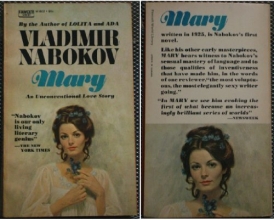 By the Author of LOLITA and ADA
VLADIMIR
NABOKOV
Mary
An Unconventional Love Story
"Nabokov
is our only
living
literary
genius"
—THE NEW
YORK TIMES
Mary
written in 1925, is Nabokov's first
novel.
Like his other early masterpieces,
MARY bears witness to Nabokov's
sensual mastery of language and to
those qualities of inventiveness
that have made him, in the words
of one reviewer, "the most volup-
uous, the most elegantly sexy writer
going."
"In MARY we see him cranking the
first of what became an increas-
ingly brilliant series of worlds"
—NEWSWEEK